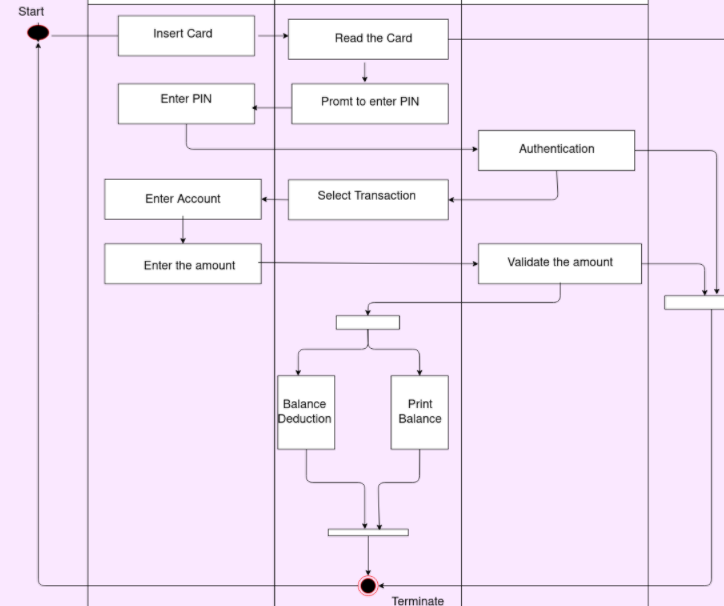 Start
Insert Card
Read the Card
Enter PIN
Promt to enter PIN
Authentication
Enter Account
Select Transaction
Enter the amount
Validate the amount
Balance
Deduction
Print
Balance
Terminate